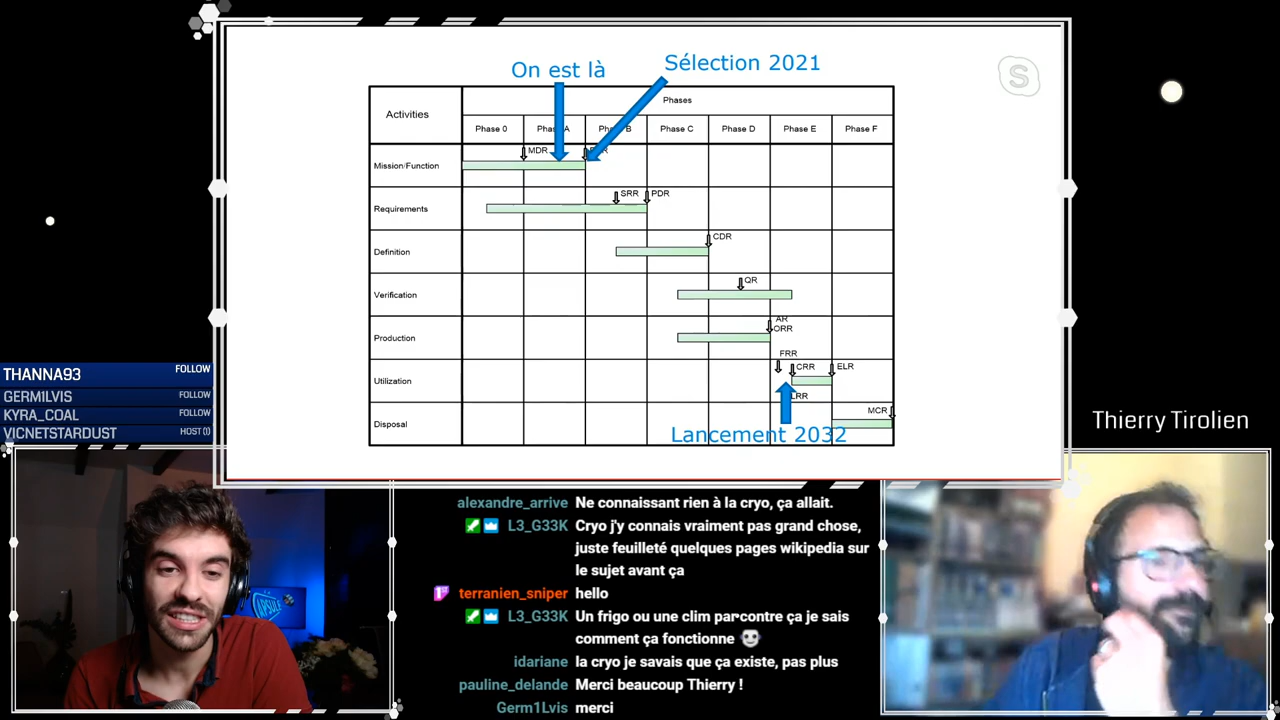 On est là
Sélection 2021
S
Activities
Phases
Phase 0
Phase C
Phase D
Phase E
Phase F
Mission/Function
MDR
Requirements
SRR
PDR
Definition
CDR
Verification
QR
Production
AR
ORR
Utilization
FRR
CRR
ELR
LRR
Disposal
MCR
Lancement 2032
THANNA93 FOLLOW
GERM1LVIS FOLLOW
KYRA_COAL FOLLOW
VICNETSTARDUST HOST (1)
Thierry Tirolien
alexandre_arrive Ne connaissant rien à la cryo, ça allait.
L3_G33K Cryo j'y connais vraiment pas grand chose,
juste feuilleté quelques pages wikipedia sur
le sujet avant ça
terranien_sniper hello
L3_G33K Un frigo ou une clim parcontre ça je sais
comment ça fonctionne
idariane la cryo je savais que ça existe, pas plus
pauline_delande Merci beaucoup Thierry !
Germ1Lvis merci